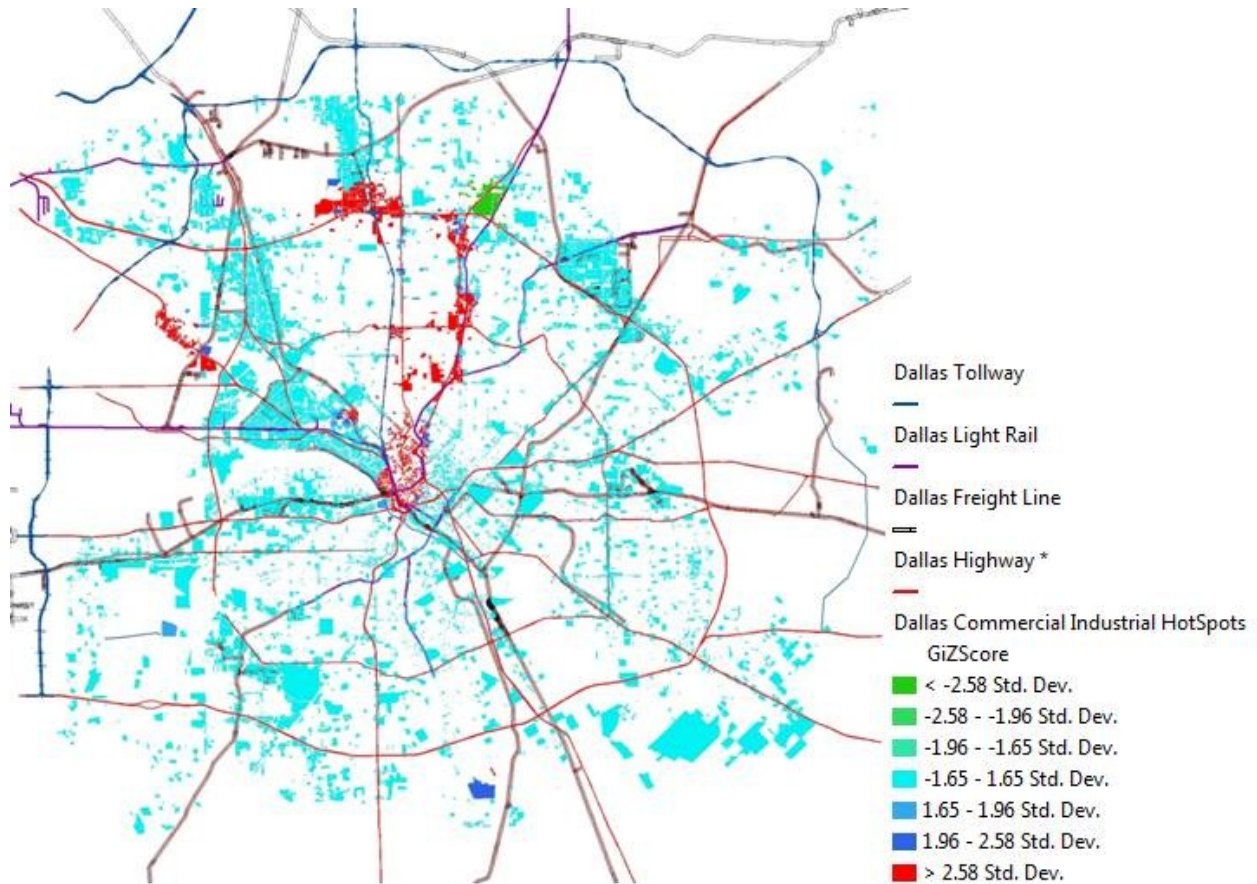 Dallas Tollway
Dallas Light Rail
Dallas Freight Line
Dallas Highway *
Dallas Commercial Industrial HotSpots
GiZScore
< -2.58 Std. Dev.
-2.58 - -1.96 Std. Dev.
-1.96 - -1.65 Std. Dev.
-1.65 - 1.65 Std. Dev.
1.65 - 1.96 Std. Dev.
1.96 - 2.58 Std. Dev.
> 2.58 Std. Dev.